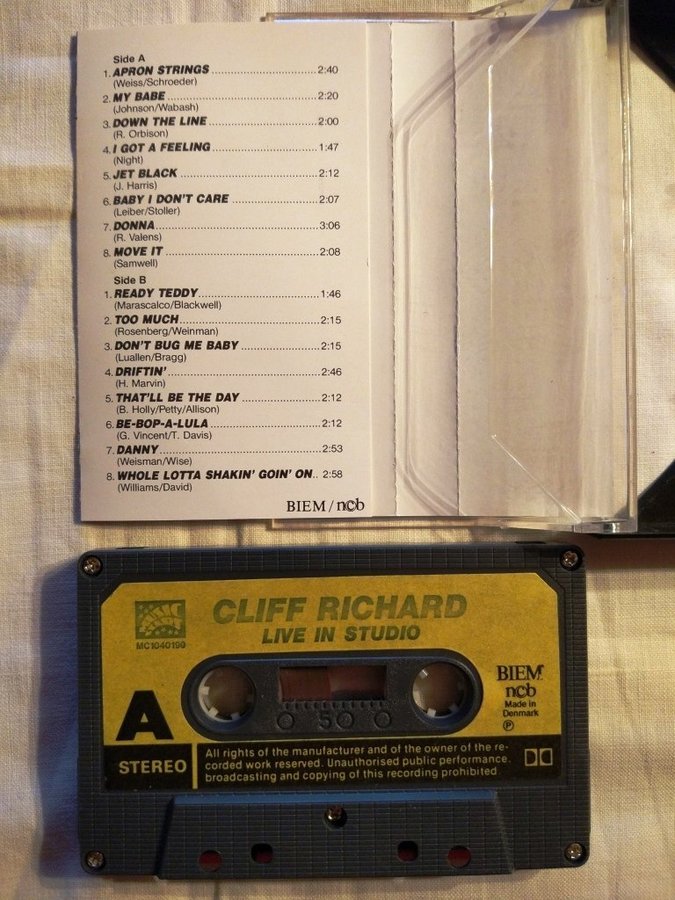 Side A
1. APRON STRINGS ........................ 2:40
(Weiss/Schroeder)
2. MY BABE ........................ 2:20
(Johnson/Wabash)
3. DOWN THE LINE ........................ 2:00
(R. Orbison)
4. I GOT A FEELING ........................ 1:47
(Night)
5. JET BLACK ........................ 2:12
(J. Harris)
6. BABY I DON'T CARE ........................ 2:07
(Leiber/Stoller)
7. DONNA ........................ 3:06
(R. Valens)
8. MOVE IT ........................ 2:08
(Samwell)
Side B
1. READY TEDDY ........................ 1:46
(Marascalco/Blackwell)
2. TOO MUCH ........................ 2:15
(Rosenberg/Weinman)
3. DON'T BUG ME BABY ........................ 2:15
(Luallen/Bragg)
4. DRIFTIN' ........................ 2:46
(H. Marvin)
5. THAT'LL BE THE DAY ........................ 2:12
(B. Holly/Petty/Allison)
6. BE-BOP-A-LULA ........................ 2:12
(G. Vincent/T. Davis)
7. DANNY ........................ 2:53
(Weisman/Wise)
8. WHOLE LOTTA SHAKIN' GOIN' ON.. 2:58
(Williams/David)
BIEM / ncb
CLIFF RICHARD
LIVE IN STUDIO
MC1040190
BIEM
ncb
Made in
Denmark
Ⓟ
50
A
STEREO
All rights of the manufacturer and of the owner of the re-
corded work reserved. Unauthorised public performance.
broadcasting and copying of this recording prohibited.